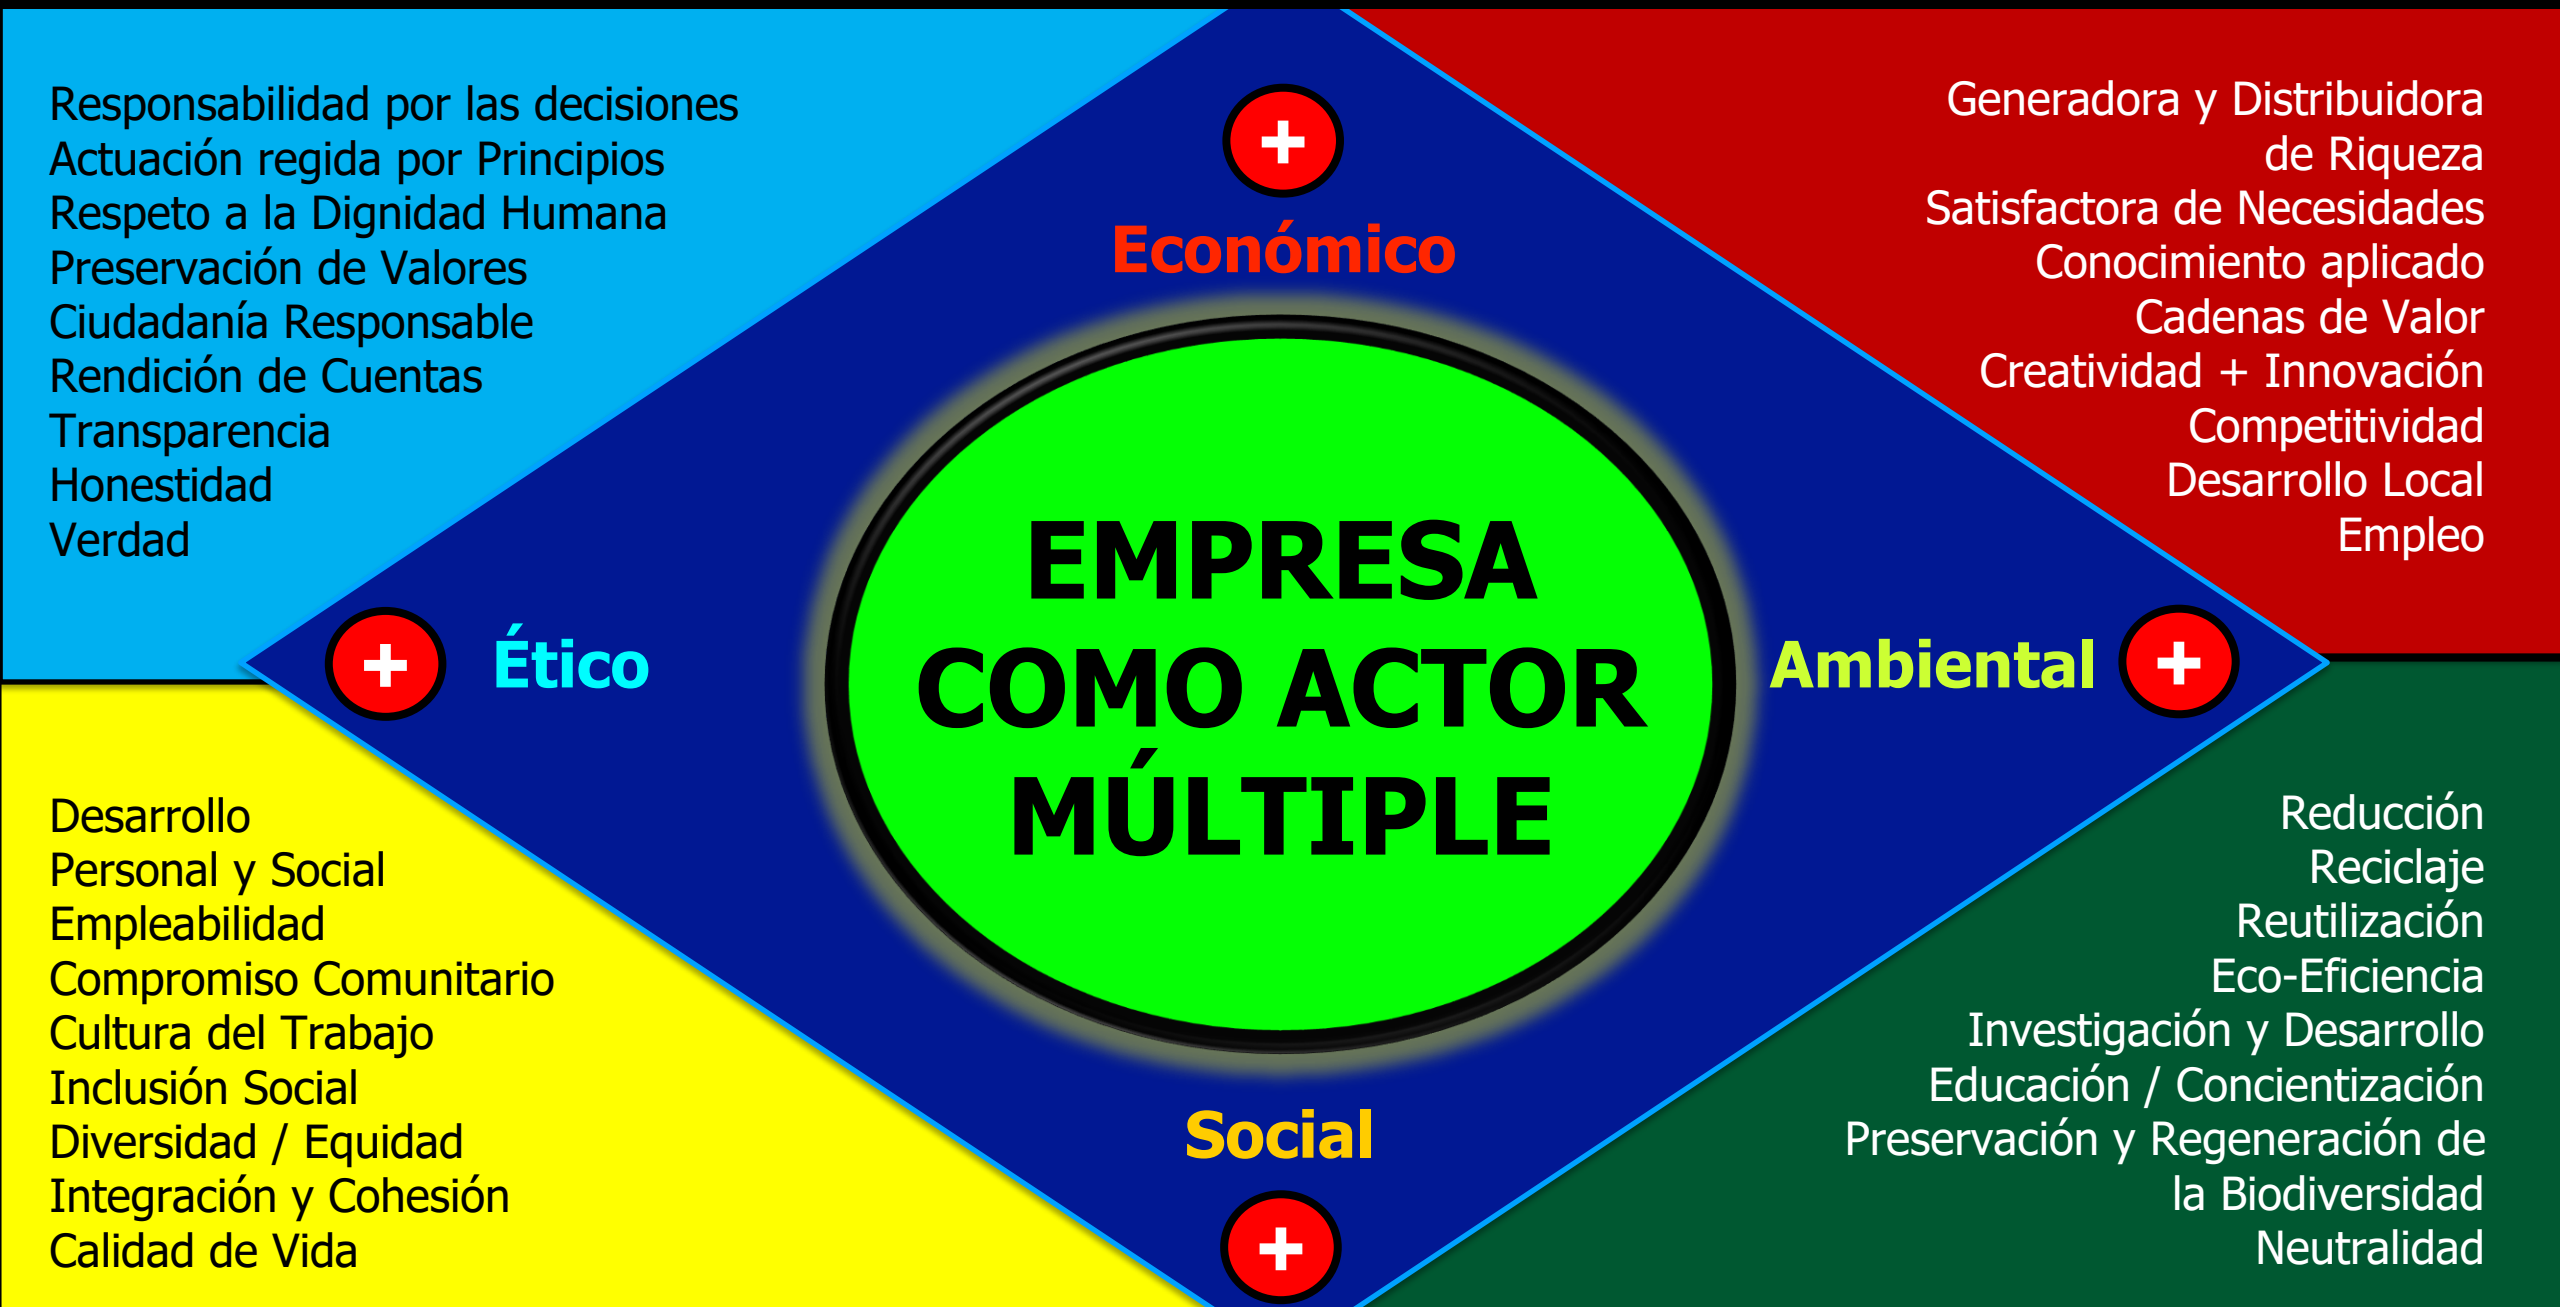 Responsabilidad por las decisiones
Actuación regida por Principios
Respeto a la Dignidad Humana
Preservación de Valores
Ciudadanía Responsable
Rendición de Cuentas
Transparencia
Honestidad
Verdad
+
Económico
Generadora y Distribuidora
de Riqueza
Satisfactora de Necesidades
Conocimiento aplicado
Cadenas de Valor
Creatividad + Innovación
Competitividad
Desarrollo Local
Empleo
+
Ético
EMPRESA
COMO ACTOR
MÚLTIPLE
Ambiental
+
Desarrollo
Personal y Social
Empleabilidad
Compromiso Comunitario
Cultura del Trabajo
Inclusión Social
Diversidad / Equidad
Integración y Cohesión
Calidad de Vida
Social
+
Reducción
Reciclaje
Reutilización
Eco-Eficiencia
Investigación y Desarrollo
Educación / Concientización
Preservación y Regeneración de
la Biodiversidad
Neutralidad